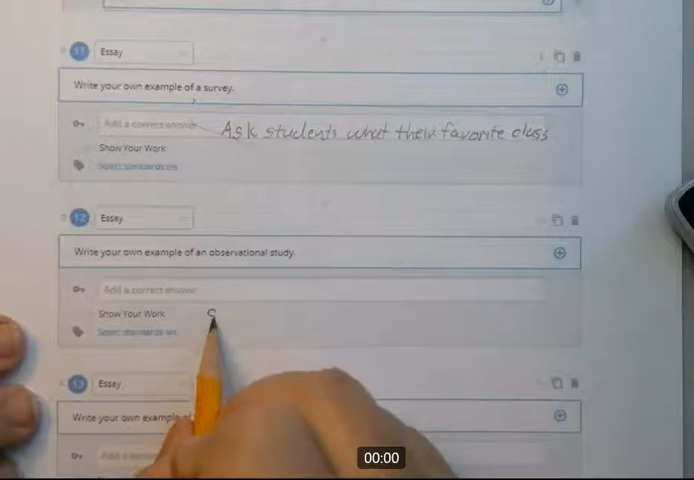 11 Essay
Write your own example of a survey.
Add a correct answer Ask students what their favorite class
Show Your Work
Select standards
12 Essay
Write your own example of an observational study.
Add a correct answer
Show Your Work
Select standards
S
13 Essay
Write your own example
Add a
00:00